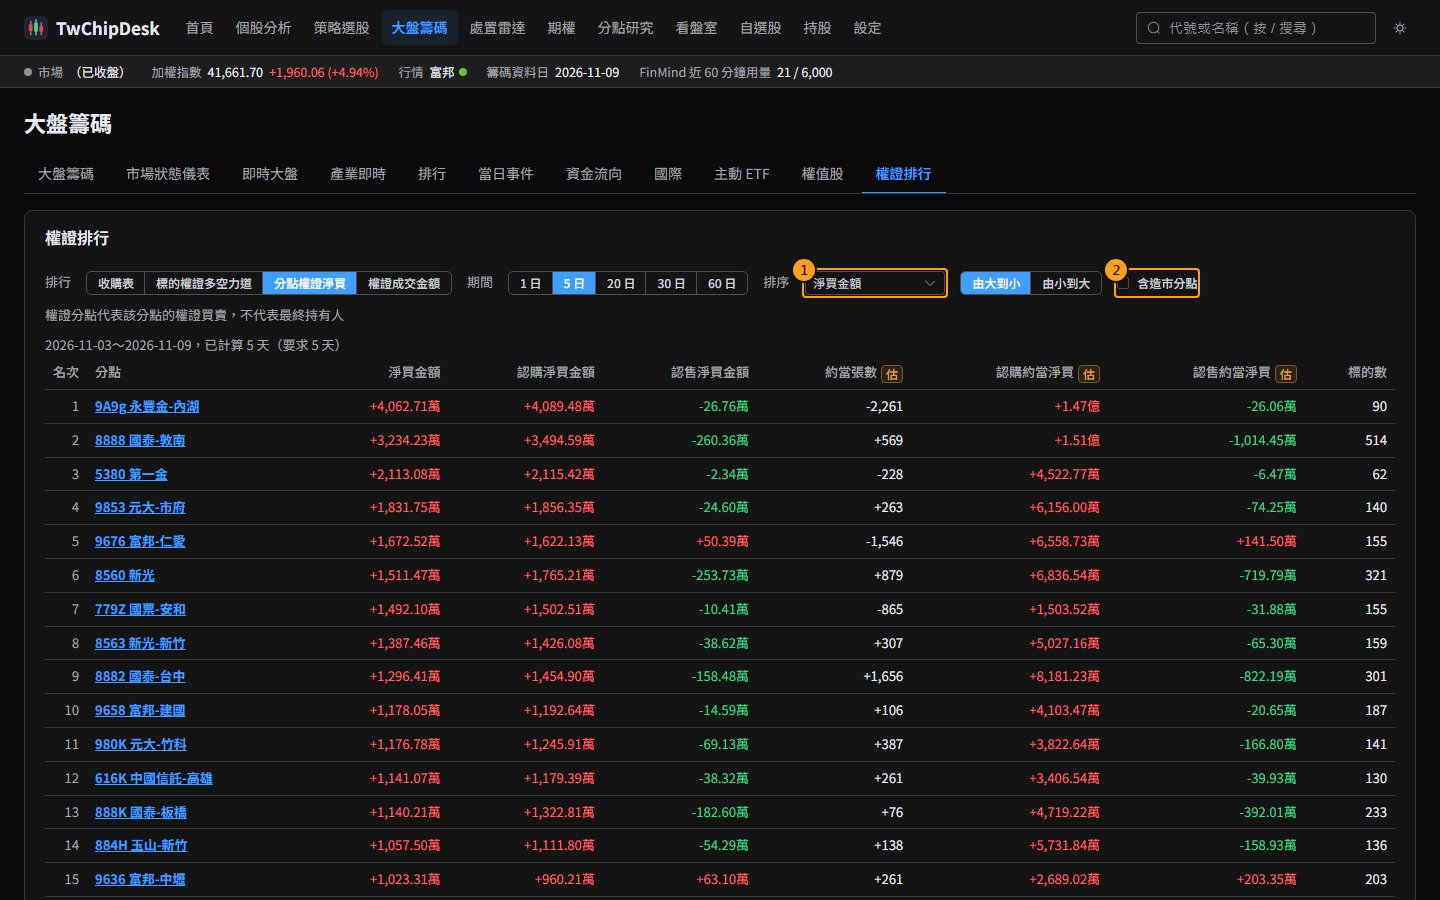 TwChipDesk 首頁 個股分析 策略選股 大盤籌碼 處置雷達 期權 分點研究 看盤室 自選股 持股 設定 代號或名稱（按 / 搜尋）
市場 （已收盤） 加權指數 41,661.70 +1,960.06 (+4.94%) 行情 富邦 籌碼資料日 2026-11-09 FinMind 近 60 分鐘用量 21 / 6,000
大盤籌碼
大盤籌碼 市場狀態儀表 即時大盤 產業即時 排行 當日事件 資金流向 國際 主動 ETF 權值股 權證排行
權證排行
排行 收購表 標的權證多空力道 分點權證淨買 權證成交金額 期間 1 日 5 日 20 日 30 日 60 日 排序 1 淨買金額 由大到小 由小到大 2 含造市分點
權證分點代表該分點的權證買賣，不代表最終持有人
2026-11-03～2026-11-09，已計算 5 天（要求 5 天）
名次 分點 淨買金額 認購淨買金額 認售淨買金額 約當張數 估 認購約當淨買 估 認售約當淨買 估 標的數
1 9A9g 永豐金-內湖 +4,062.71萬 +4,089.48萬 -26.76萬 -2,261 +1.47億 -26.06萬 90
2 8888 國泰-敦南 +3,234.23萬 +3,494.59萬 -260.36萬 +569 +1.51億 -1,014.45萬 514
3 5380 第一金 +2,113.08萬 +2,115.42萬 -2.34萬 -228 +4,522.77萬 -6.47萬 62
4 9853 元大-市府 +1,831.75萬 +1,856.35萬 -24.60萬 +263 +6,156.00萬 -74.25萬 140
5 9676 富邦-仁愛 +1,672.52萬 +1,622.13萬 +50.39萬 -1,546 +6,558.73萬 +141.50萬 155
6 8560 新光 +1,511.47萬 +1,765.21萬 -253.73萬 +879 +6,836.54萬 -719.79萬 321
7 779Z 國票-安和 +1,492.10萬 +1,502.51萬 -10.41萬 -865 +1,503.52萬 -31.88萬 155
8 8563 新光-新竹 +1,387.46萬 +1,426.08萬 -38.62萬 +307 +5,027.16萬 -65.30萬 159
9 8882 國泰-台中 +1,296.41萬 +1,454.90萬 -158.48萬 +1,656 +8,181.23萬 -822.19萬 301
10 9658 富邦-建國 +1,178.05萬 +1,192.64萬 -14.59萬 +106 +4,103.47萬 -20.65萬 187
11 980K 元大-竹科 +1,176.78萬 +1,245.91萬 -69.13萬 +387 +3,822.64萬 -166.80萬 141
12 616K 中國信託-高雄 +1,141.07萬 +1,179.39萬 -38.32萬 +261 +3,406.54萬 -39.93萬 130
13 888K 國泰-板橋 +1,140.21萬 +1,322.81萬 -182.60萬 +76 +4,719.22萬 -392.01萬 233
14 884H 玉山-新竹 +1,057.50萬 +1,111.80萬 -54.29萬 +138 +5,731.84萬 -158.93萬 136
15 9636 富邦-中壢 +1,023.31萬 +960.21萬 +63.10萬 +261 +2,689.02萬 +203.35萬 203